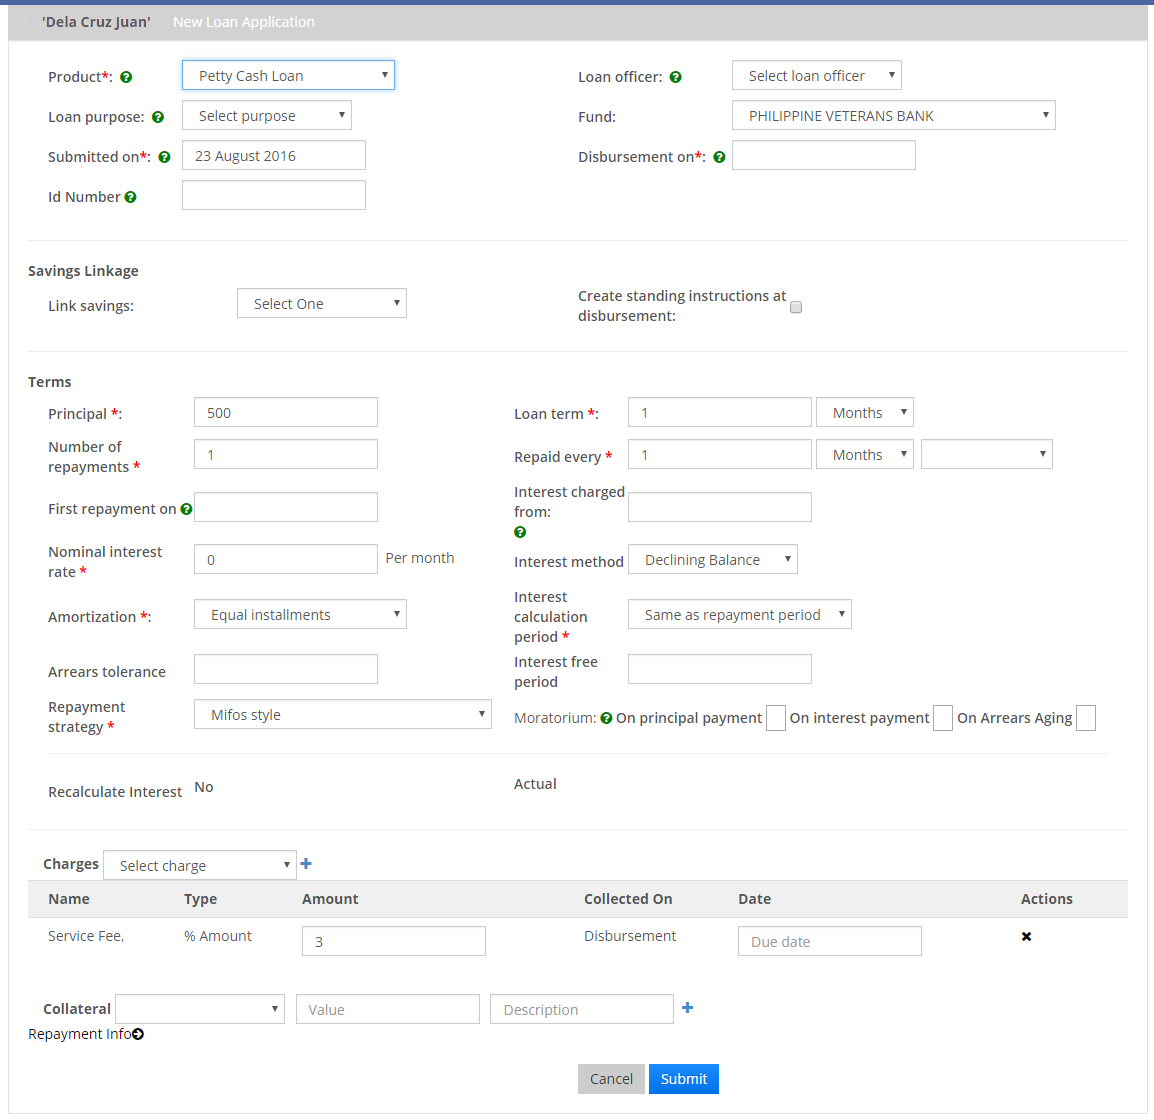 'Dela Cruz Juan' / New Loan Application
Product*: Petty Cash Loan Loan officer: Select loan officer
Loan purpose: Select purpose Fund: PHILIPPINE VETERANS BANK
Submitted on*: 23 August 2016 Disbursement on*:
Id Number
Savings Linkage
Link savings: Select One Create standing instructions at
disbursement:
Terms
Principal *: 500 Loan term *: 1 Months
Number of
repayments * 1 Repaid every * 1 Months
First repayment on Interest charged
from:
Nominal interest
rate * 0 Per month Interest method Declining Balance
Amortization *: Equal installments Interest
calculation
period * Same as repayment period
Arrears tolerance Interest free
period
Repayment
strategy * Mifos style Moratorium: On principal payment On interest payment On Arrears Aging
Recalculate Interest No Actual
Charges Select charge
Name Type Amount Collected On Date Actions
Service Fee, % Amount 3 Disbursement Due date
Collateral Value Description
Repayment Info
Cancel Submit